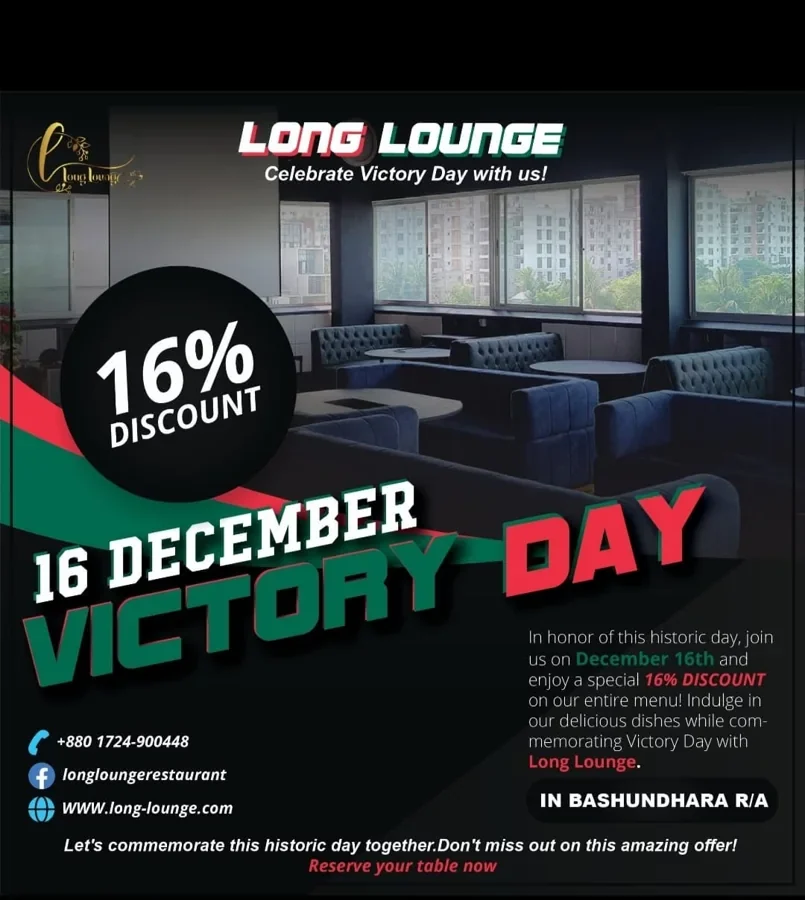 Long lounge
LONG LOUNGE
Celebrate Victory Day with us!
16%
DISCOUNT
16 DECEMBER
VICTORY DAY
In honor of this historic day, join
us on December 16th and
enjoy a special 16% DISCOUNT
on our entire menu! Indulge in
our delicious dishes while com-
memorating Victory Day with
Long Lounge.
IN BASHUNDHARA R/A
+880 1724-900448
longloungerestaurant
WWW.long-lounge.com
Let's commemorate this historic day together.Don't miss out on this amazing offer!
Reserve your table now